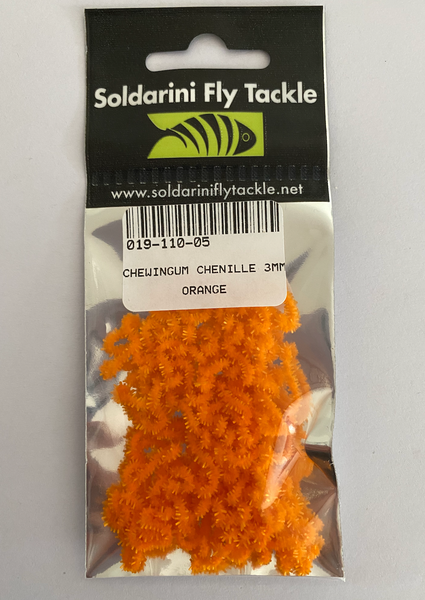 Soldarini Fly Tackle
www.soldariniflytackle.net
019-110-05
CHEWINGUM CHENILLE 3MM
ORANGE